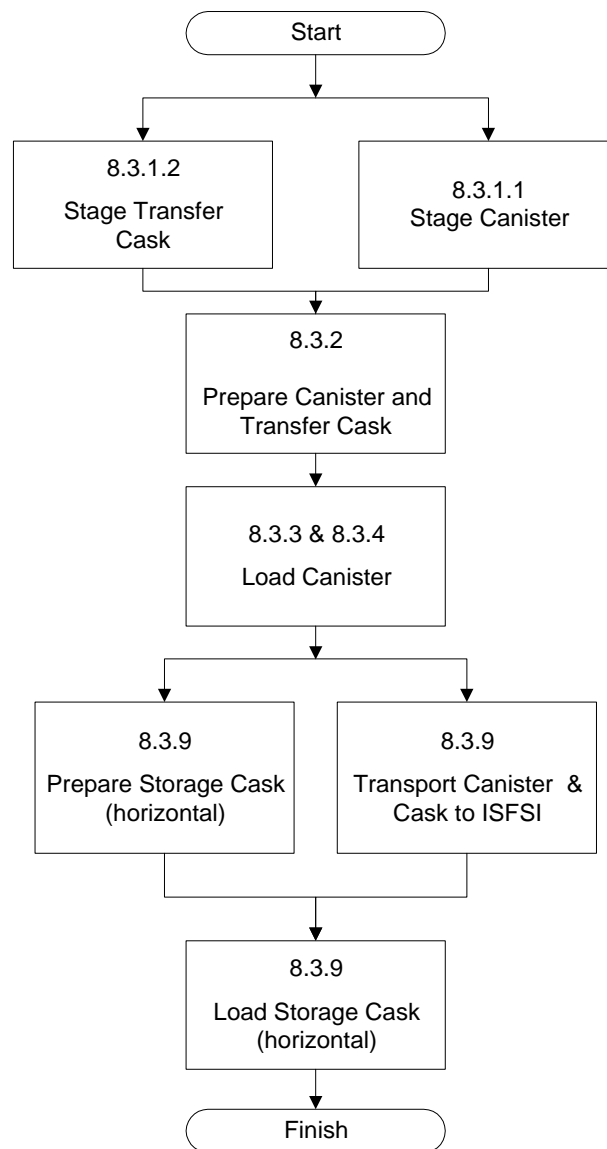 Start
8.3.1.2
Stage Transfer
Cask
8.3.1.1
Stage Canister
8.3.2
Prepare Canister and
Transfer Cask
8.3.3 & 8.3.4
Load Canister
8.3.9
Prepare Storage Cask
(horizontal)
8.3.9
Transport Canister & 
Cask to ISFSI
8.3.9
Load Storage Cask
(horizontal)
Finish